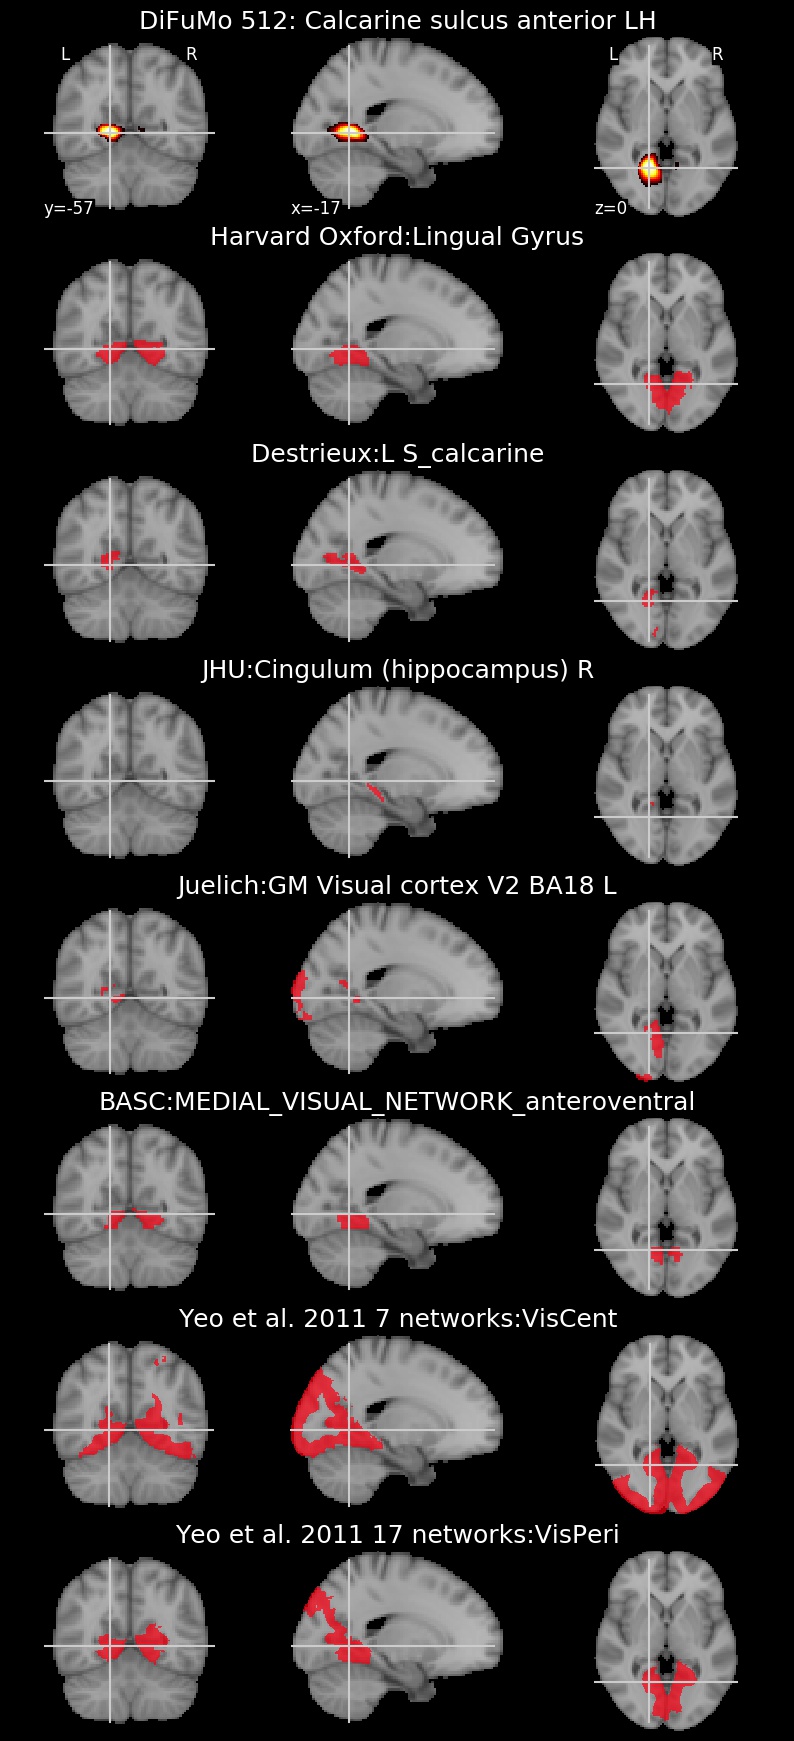 DiFuMo 512: Calcarine sulcus anterior LH
L R L R
y=-57 x=-17 z=0
Harvard Oxford:Lingual Gyrus
Destrieux:L S_calcarine
JHU:Cingulum (hippocampus) R
Juelich:GM Visual cortex V2 BA18 L
BASC:MEDIAL_VISUAL_NETWORK_anteroventral
Yeo et al. 2011 7 networks:VisCent
Yeo et al. 2011 17 networks:VisPeri